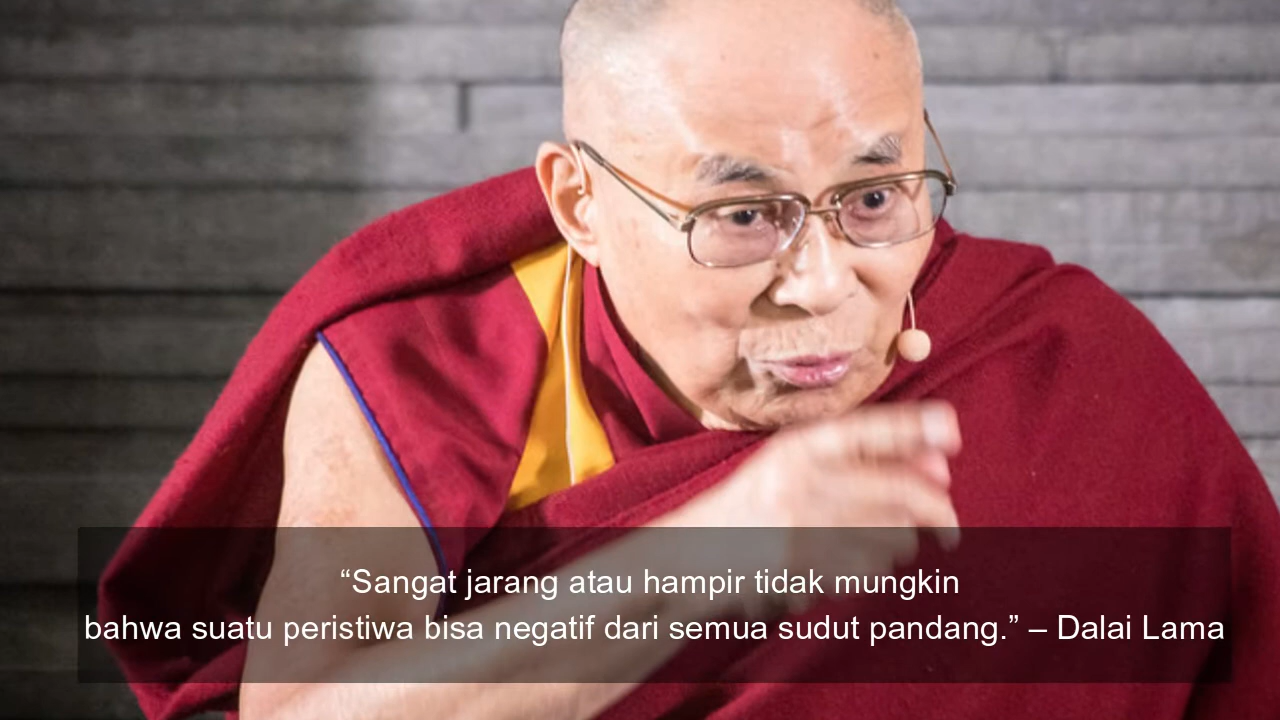 “Sangat jarang atau hampir tidak mungkin
bahwa suatu peristiwa bisa negatif dari semua sudut pandang.” – Dalai Lama